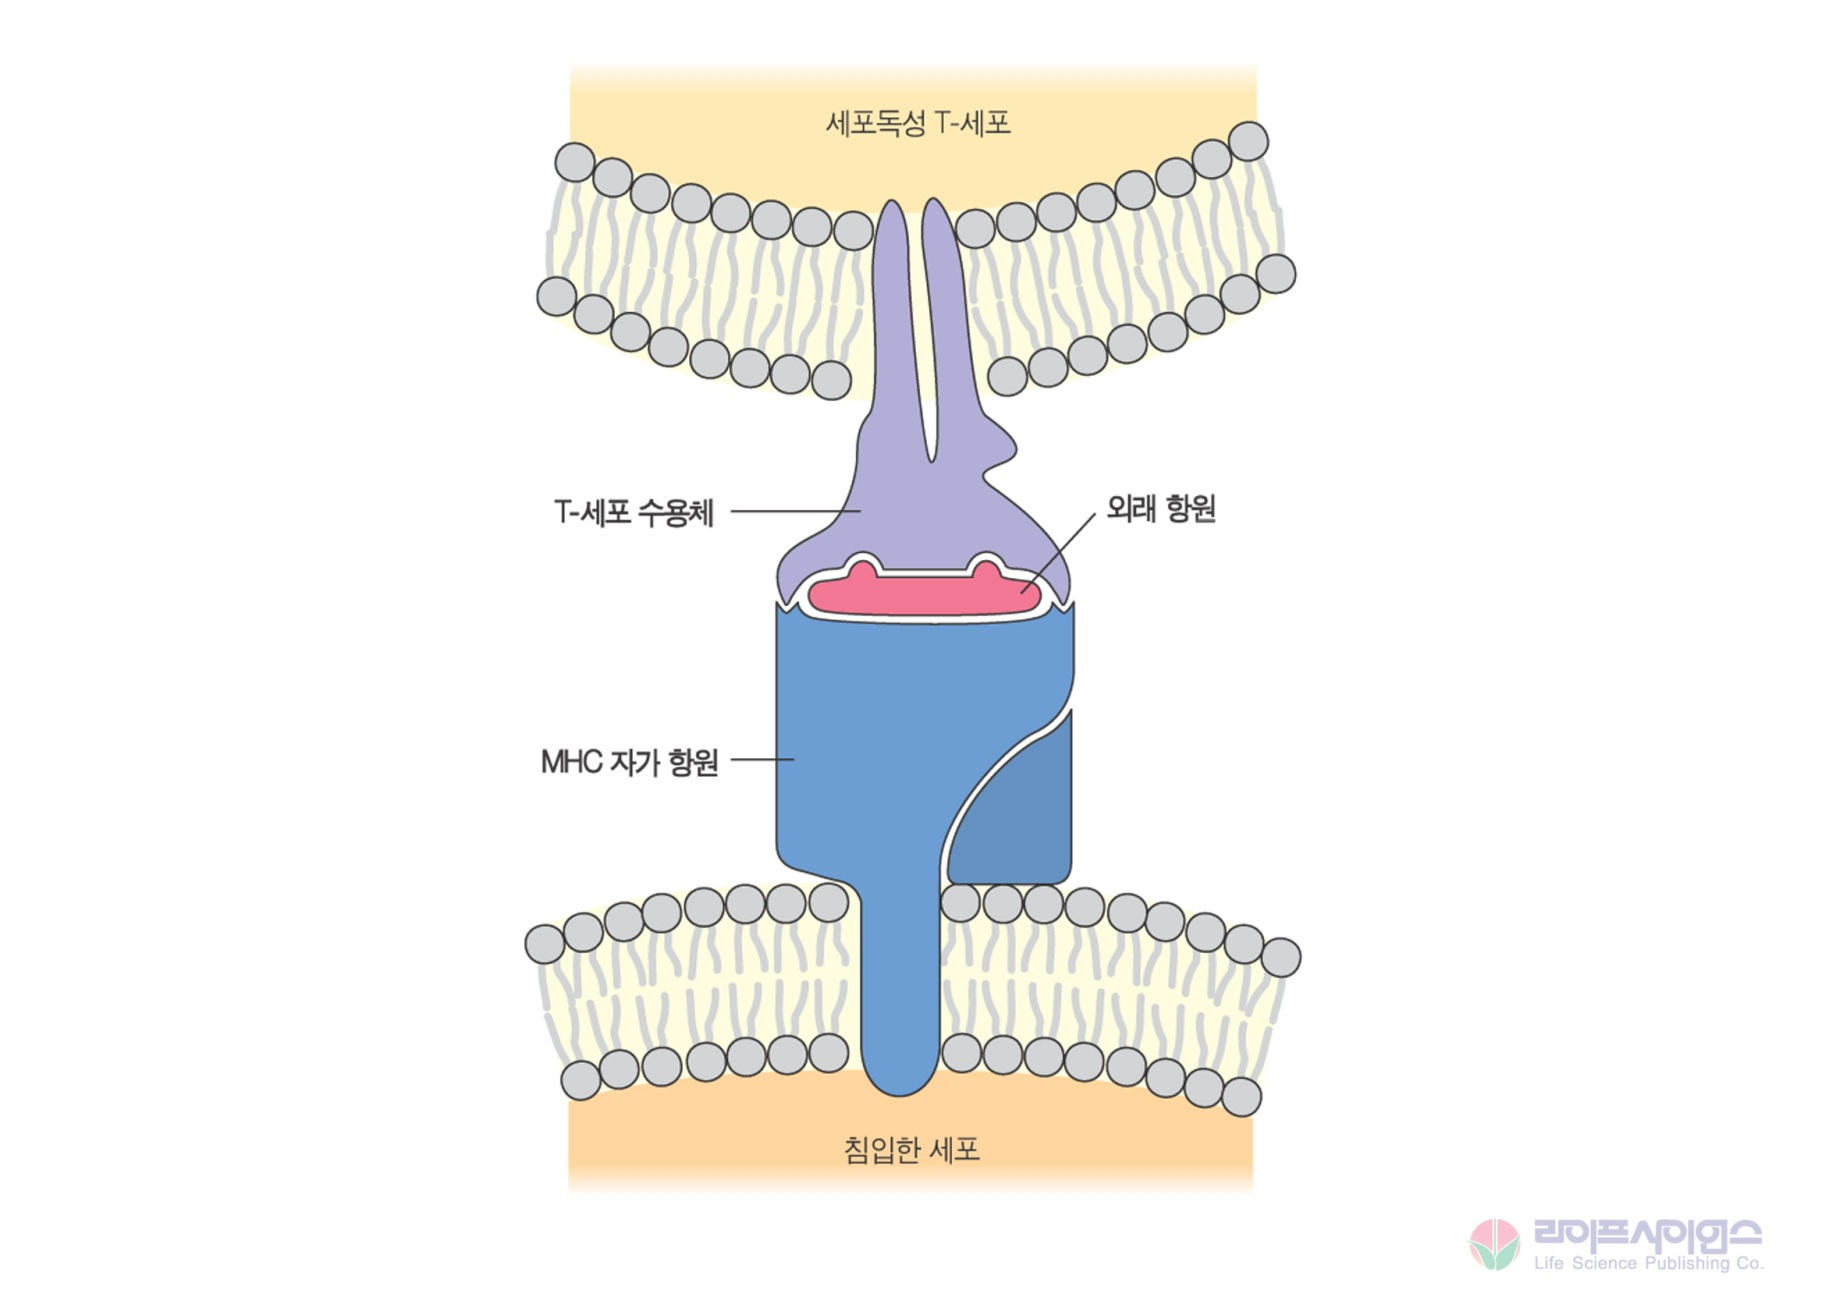 세포독성 T-세포
T-세포 수용체
외래 항원
MHC 자가 항원
침입한 세포
라이프사이언스
Life Science Publishing Co.